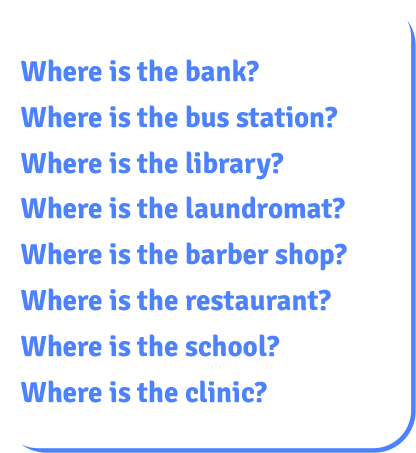 Where is the bank?
Where is the bus station?
Where is the library?
Where is the laundromat?
Where is the barber shop?
Where is the restaurant?
Where is the school?
Where is the clinic?